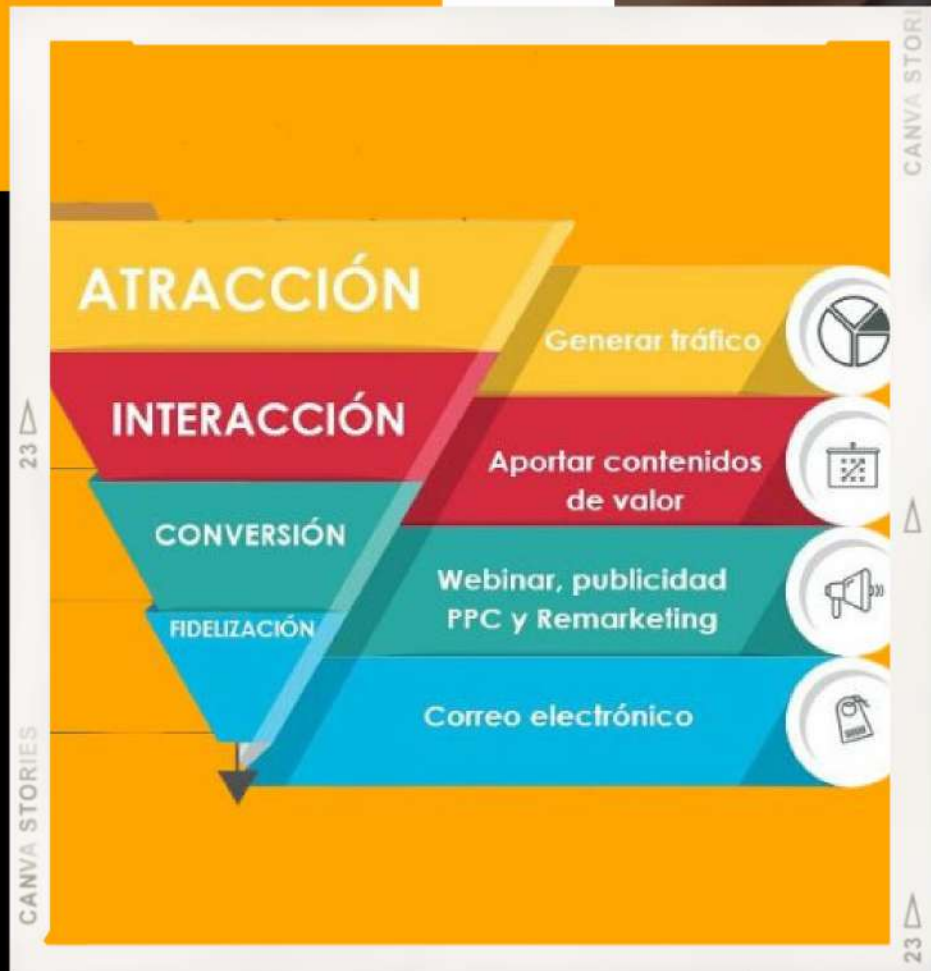 CANVA STORI
ATRACCIÓN
Generar tráfico
INTERACCIÓN
Aportar contenidos
de valor
23
CONVERSIÓN
Webinar, publicidad
PPC y Remarketing
FIDELIZACIÓN
Correo electrónico
CANVA STORIES
23